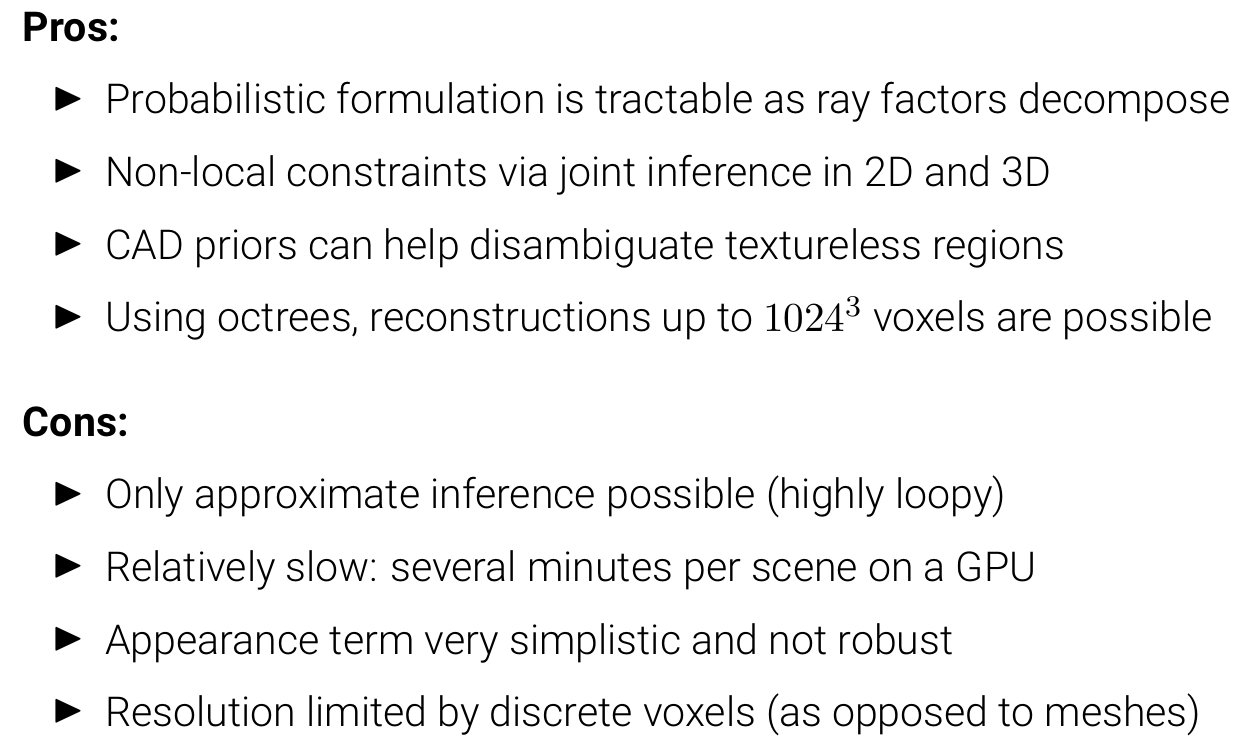 Pros:
► Probabilistic formulation is tractable as ray factors decompose
► Non-local constraints via joint inference in 2D and 3D
► CAD priors can help disambiguate textureless regions
► Using octrees, reconstructions up to 1024³ voxels are possible
Cons:
► Only approximate inference possible (highly loopy)
► Relatively slow: several minutes per scene on a GPU
► Appearance term very simplistic and not robust
► Resolution limited by discrete voxels (as opposed to meshes)